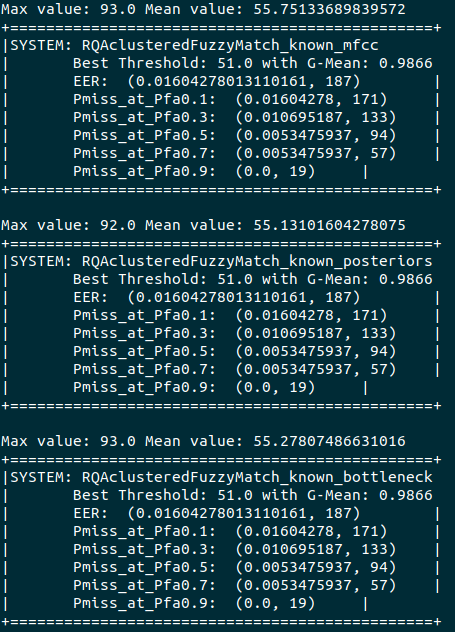 Max value: 93.0 Mean value: 55.75133689839572
+===============================================+
|SYSTEM: RQAclusteredFuzzyMatch_known_mfcc
|       Best Threshold: 51.0 with G-Mean: 0.9866
|       EER:  (0.01604278013110161, 187)        |
|       Pmiss_at_Pfa0.1:  (0.01604278, 171)     |
|       Pmiss_at_Pfa0.3:  (0.010695187, 133)    |
|       Pmiss_at_Pfa0.5:  (0.0053475937, 94)    |
|       Pmiss_at_Pfa0.7:  (0.0053475937, 57)    |
|       Pmiss_at_Pfa0.9:  (0.0, 19)     |
+===============================================+

Max value: 92.0 Mean value: 55.13101604278075
+===============================================+
|SYSTEM: RQAclusteredFuzzyMatch_known_posteriors
|       Best Threshold: 51.0 with G-Mean: 0.9866
|       EER:  (0.01604278013110161, 187)        |
|       Pmiss_at_Pfa0.1:  (0.01604278, 171)     |
|       Pmiss_at_Pfa0.3:  (0.010695187, 133)    |
|       Pmiss_at_Pfa0.5:  (0.0053475937, 94)    |
|       Pmiss_at_Pfa0.7:  (0.0053475937, 57)    |
|       Pmiss_at_Pfa0.9:  (0.0, 19)     |
+===============================================+

Max value: 93.0 Mean value: 55.27807486631016
+===============================================+
|SYSTEM: RQAclusteredFuzzyMatch_known_bottleneck
|       Best Threshold: 51.0 with G-Mean: 0.9866
|       EER:  (0.01604278013110161, 187)        |
|       Pmiss_at_Pfa0.1:  (0.01604278, 171)     |
|       Pmiss_at_Pfa0.3:  (0.010695187, 133)    |
|       Pmiss_at_Pfa0.5:  (0.0053475937, 94)    |
|       Pmiss_at_Pfa0.7:  (0.0053475937, 57)    |
|       Pmiss_at_Pfa0.9:  (0.0, 19)     |
+===============================================+